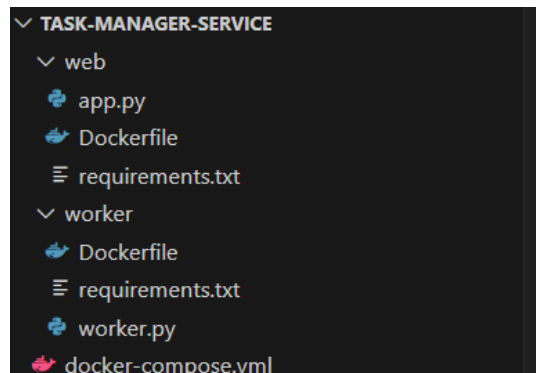 TASK-MANAGER-SERVICE
web
app.py
Dockerfile
requirements.txt
worker
Dockerfile
requirements.txt
worker.py
docker-compose.yml